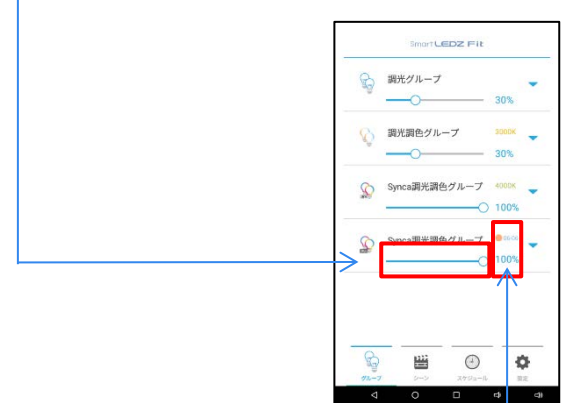 Smart LEDZ Fit
調光グループ
30%
調光調色グループ 3000K
30%
Synca調光調色グループ 4000K
100%
Synca調光調色グループ
100%
グループ シーン スケジュール 設定